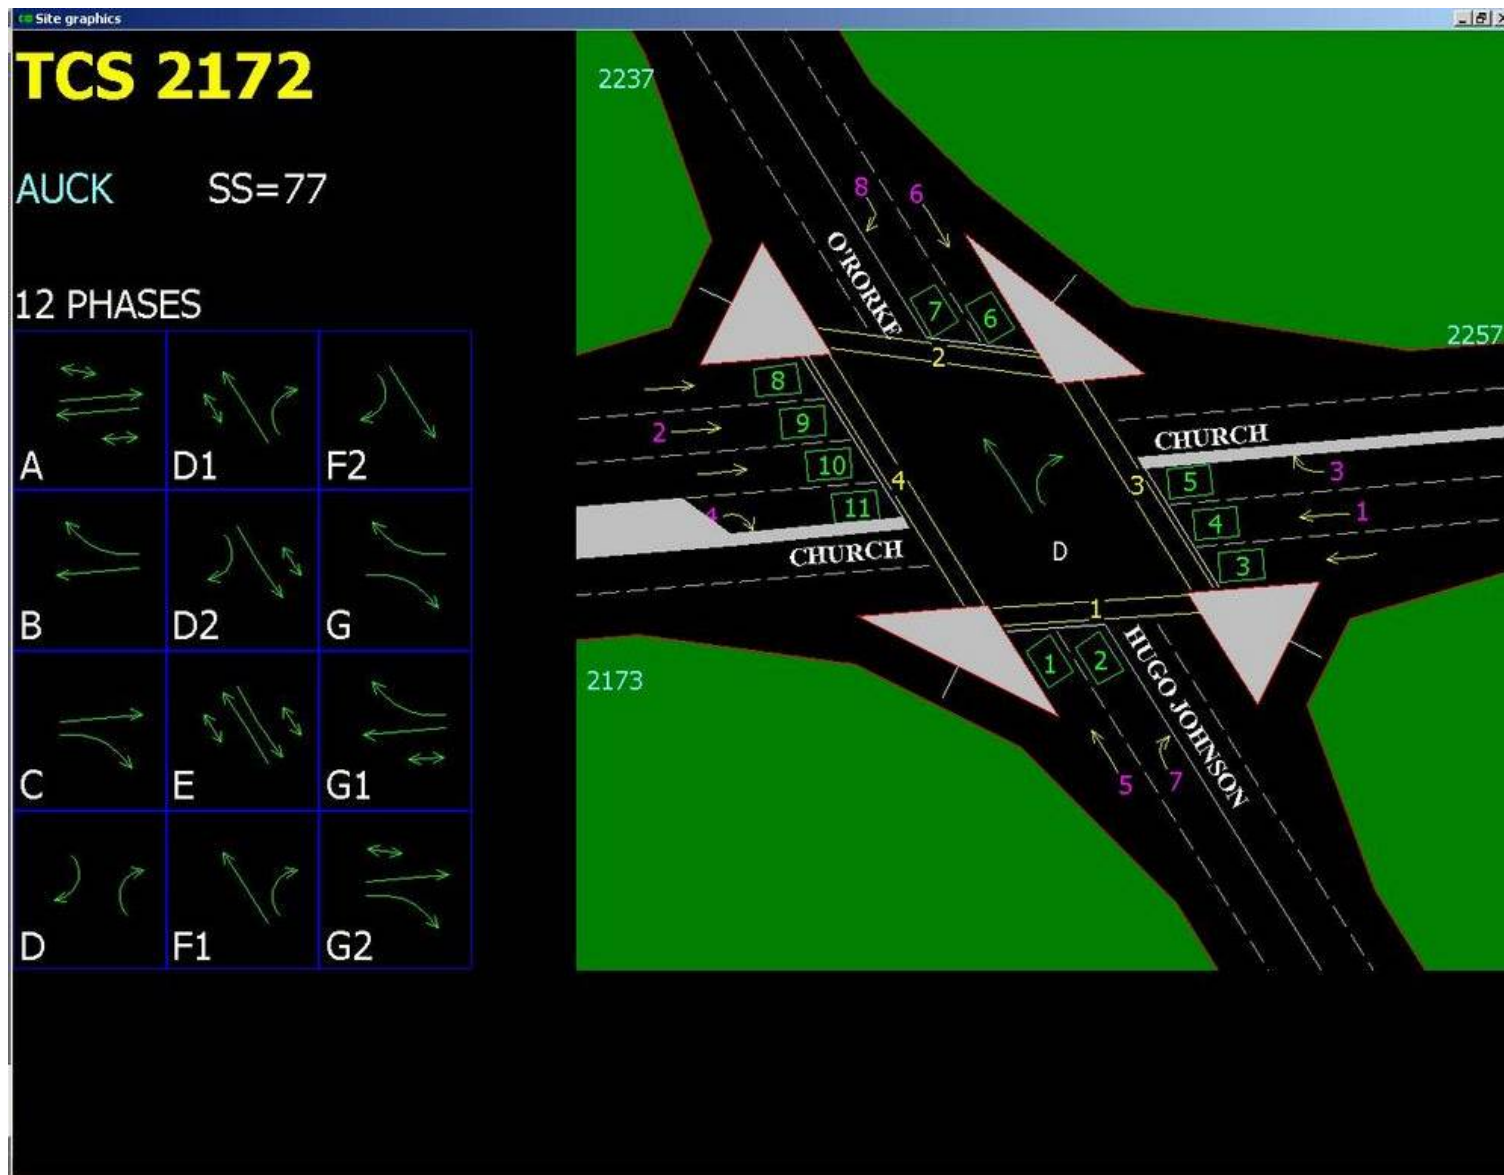 Site graphics
TCS 2172
AUCK SS=77
12 PHASES
A D1 F2
B D2 G
C E G1
D F1 G2
2237
8 6
O'RORKE
7 6
2257
2
8
2 9
CHURCH
10
3 5 3
4
4 1
11
4
CHURCH
D
3
1
1 2
HUGO JOHNSON
2173
5 7